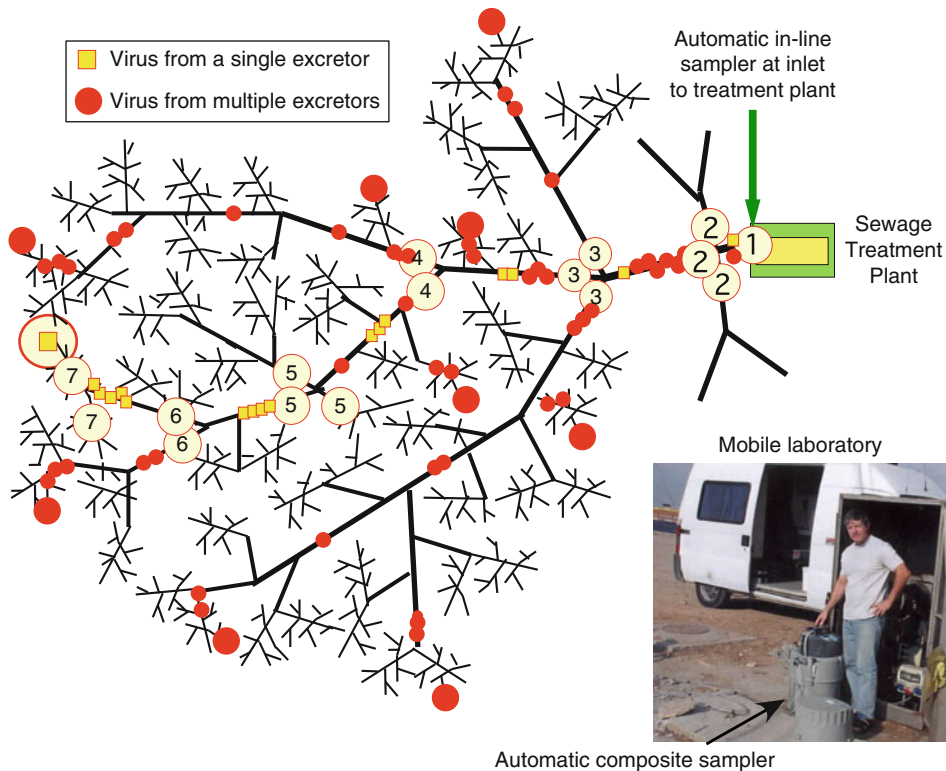 Virus from a single excretor
Virus from multiple excretors
Automatic in-line
sampler at inlet
to treatment plant
Sewage
Treatment
Plant
2
1
2
2
3
3
3
4
4
5
5
5
6
6
7
7
Mobile laboratory
Automatic composite sampler